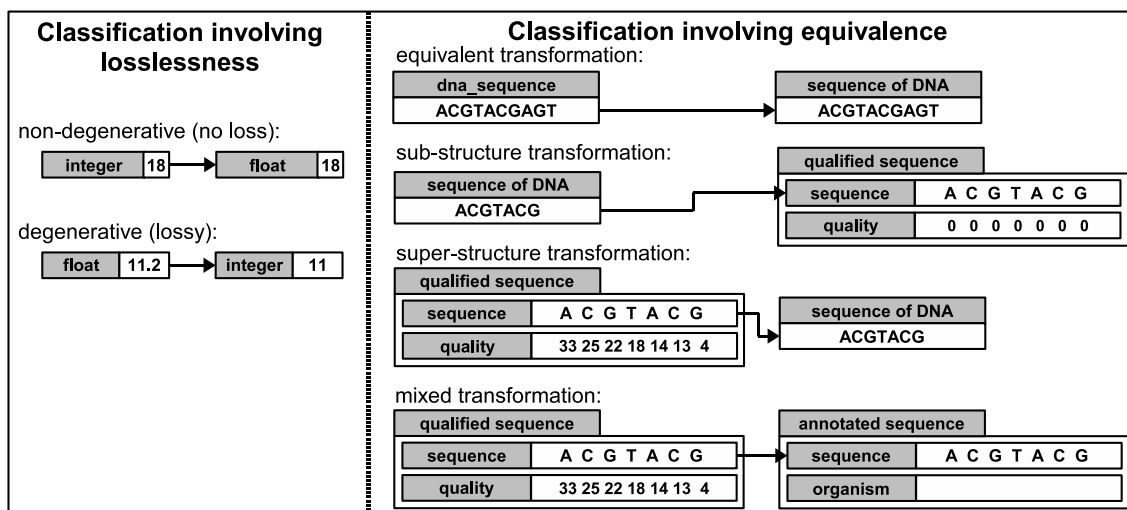 Classification involving
losslessness
non-degenerative (no loss):
integer 18 float 18
degenerative (lossy):
float 11.2 integer 11
Classification involving equivalence
equivalent transformation:
dna_sequence sequence of DNA
ACGTACGAGT ACGTACGAGT
sub-structure transformation:
qualified sequence
sequence of DNA sequence A C G T A C G
ACGTACG quality 0 0 0 0 0 0 0
super-structure transformation:
qualified sequence
sequence A C G T A C G sequence of DNA
quality 33 25 22 18 14 13 4 ACGTACG
mixed transformation:
qualified sequence annotated sequence
sequence A C G T A C G sequence A C G T A C G
quality 33 25 22 18 14 13 4 organism